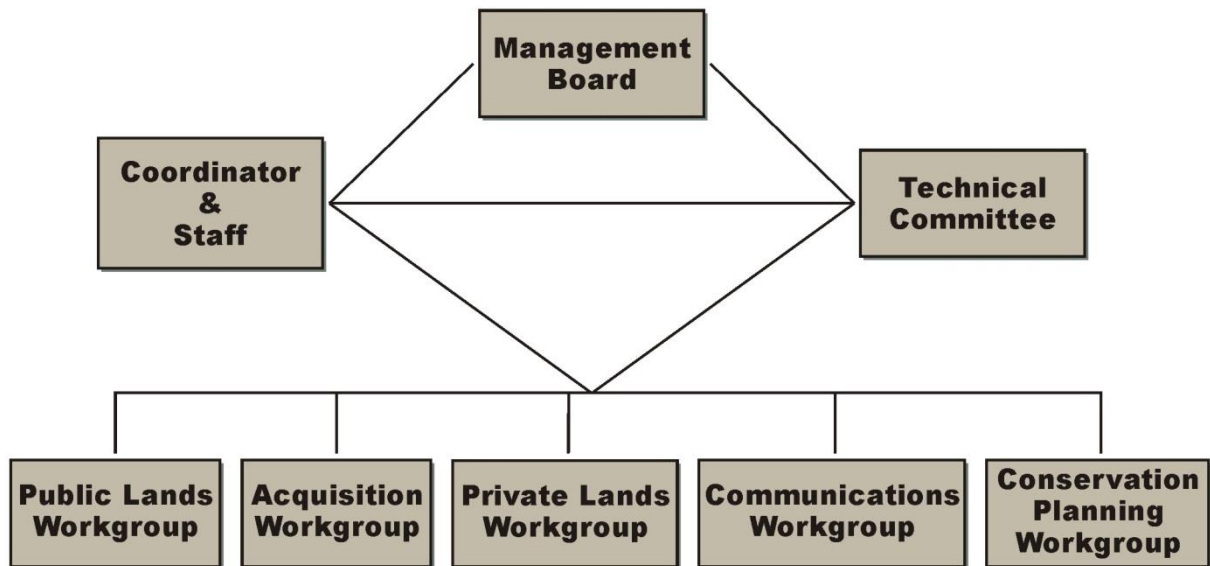 Management
Board
Coordinator
&
Staff
Technical
Committee
Public Lands
Workgroup
Acquisition
Workgroup
Private Lands
Workgroup
Communications
Workgroup
Conservation
Planning
Workgroup